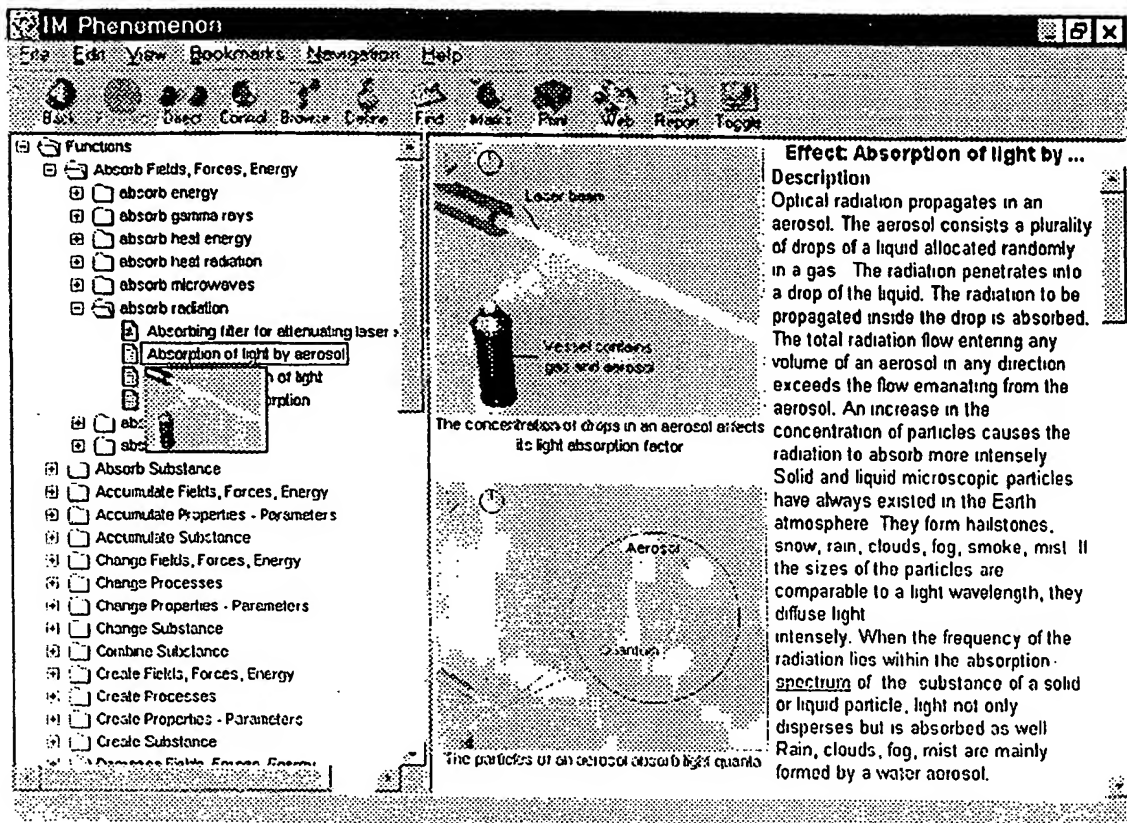 IM Phenomenon
File Edit View Bookmarks Navigation Help
Back Direct Control Browse Define Find Marks Print Web Report Toggle
Functions
Absorb Fields, Forces, Energy
absorb energy
absorb gamma rays
absorb heat energy
absorb heat radiation
absorb microwaves
absorb radiation
Absorbing filter for attenuating laser
Absorption of light by aerosol
of light
Absorb Substance
Accumulate Fields, Forces, Energy
Accumulate Properties - Parameters
Accumulate Substance
Change Fields, Forces, Energy
Change Processes
Change Properties - Parameters
Change Substance
Combine Substance
Create Fields, Forces, Energy
Create Processes
Create Properties - Parameters
Create Substance
Laser beam
Vessel contains
gas and aerosol
The concentration of drops in an aerosol affects
its light absorption factor
Aerosol
Quantum
The particles of an aerosol absorb light quanta
Effect: Absorption of light by ...
Description
Optical radiation propagates in an
aerosol. The aerosol consists a plurality
of drops of a liquid allocated randomly
in a gas The radiation penetrates into
a drop of the liquid. The radiation to be
propagated inside the drop is absorbed.
The total radiation flow entering any
volume of an aerosol in any direction
exceeds the flow emanating from the
aerosol. An increase in the
concentration of particles causes the
radiation to absorb more intensely
Solid and liquid microscopic particles
have always existed in the Earth
atmosphere They form hailstones,
snow, rain, clouds, fog, smoke, mist If
the sizes of the particles are
comparable to a light wavelength, they
diffuse light
intensely. When the frequency of the
radiation lies within the absorption
spectrum of the substance of a solid
or liquid particle, light not only
disperses but is absorbed as well
Rain, clouds, fog, mist are mainly
formed by a water aerosol.